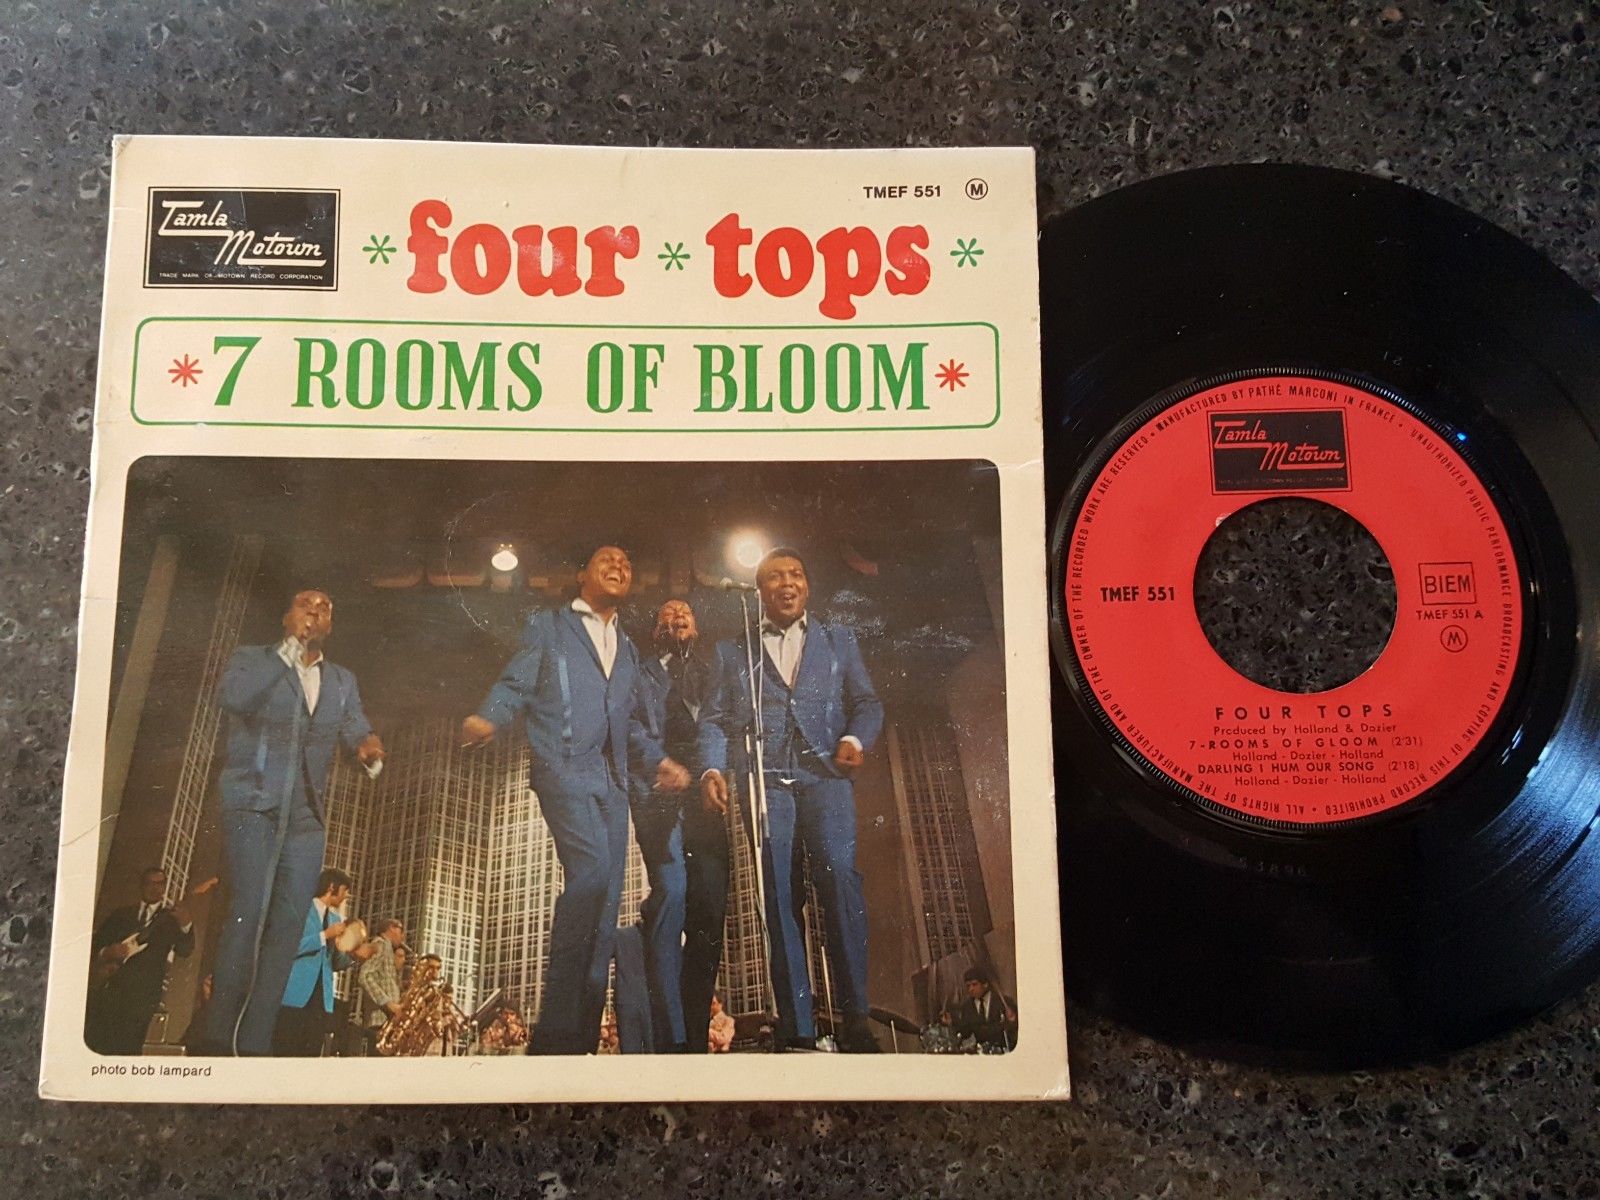 TMEF 551 M
Tamla
Motown
TRADE MARK OF MOTOWN RECORD CORPORATION
* four * tops *
* 7 ROOMS OF BLOOM *
photo bob lampard
MANUFACTURED BY PATHÉ MARCONI IN FRANCE • UNAUTHORIZED PUBLIC PERFORMANCE BROADCASTING AND COPYING OF THIS RECORD PROHIBITED • ALL RIGHTS OF THE MANUFACTURER AND OF THE OWNER OF THE RECORDED WORK ARE RESERVED •
Tamla
Motown
TMEF 551
BIEM
TMEF 551 A
M
FOUR TOPS
Produced by Holland & Dozier
7-ROOMS OF GLOOM (2'31)
Holland - Dozier - Holland
DARLING I HUM OUR SONG (2'18)
Holland - Dozier - Holland